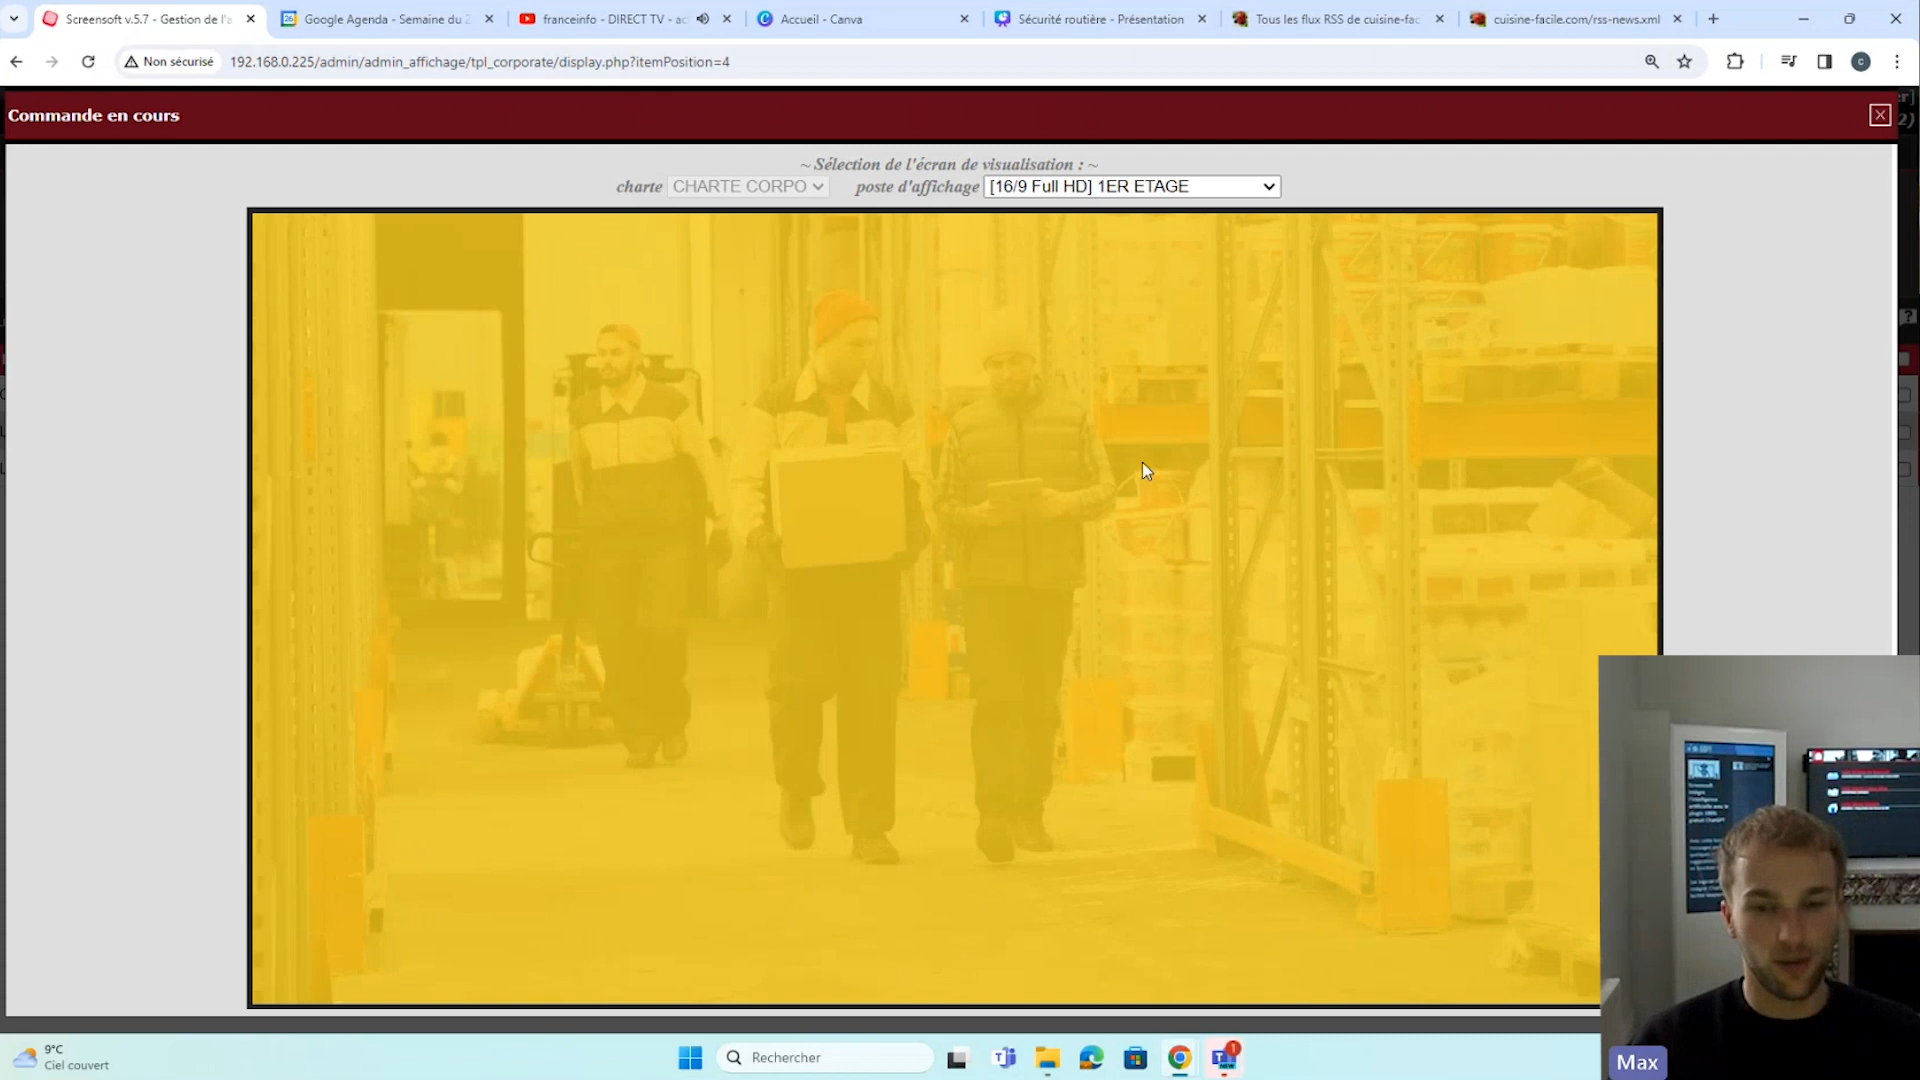 Screensoft v.5.7 - Gestion de l'a
Google Agenda - Semaine du 2
franceinfo - DIRECT TV - ac
Accueil - Canva
Sécurité routière - Présentation
Tous les flux RSS de cuisine-fac
cuisine-facile.com/rss-news.xml
Non sécurisé
192.168.0.225/admin/admin_affichage/tpl_corporate/display.php?itemPosition=4
C
Commande en cours
2)
~ Sélection de l'écran de visualisation : ~
charte
CHARTE CORPO
poste d'affichage
[16/9 Full HD] 1ER ETAGE
?
9°C
Ciel couvert
Rechercher
1
NEW
Max